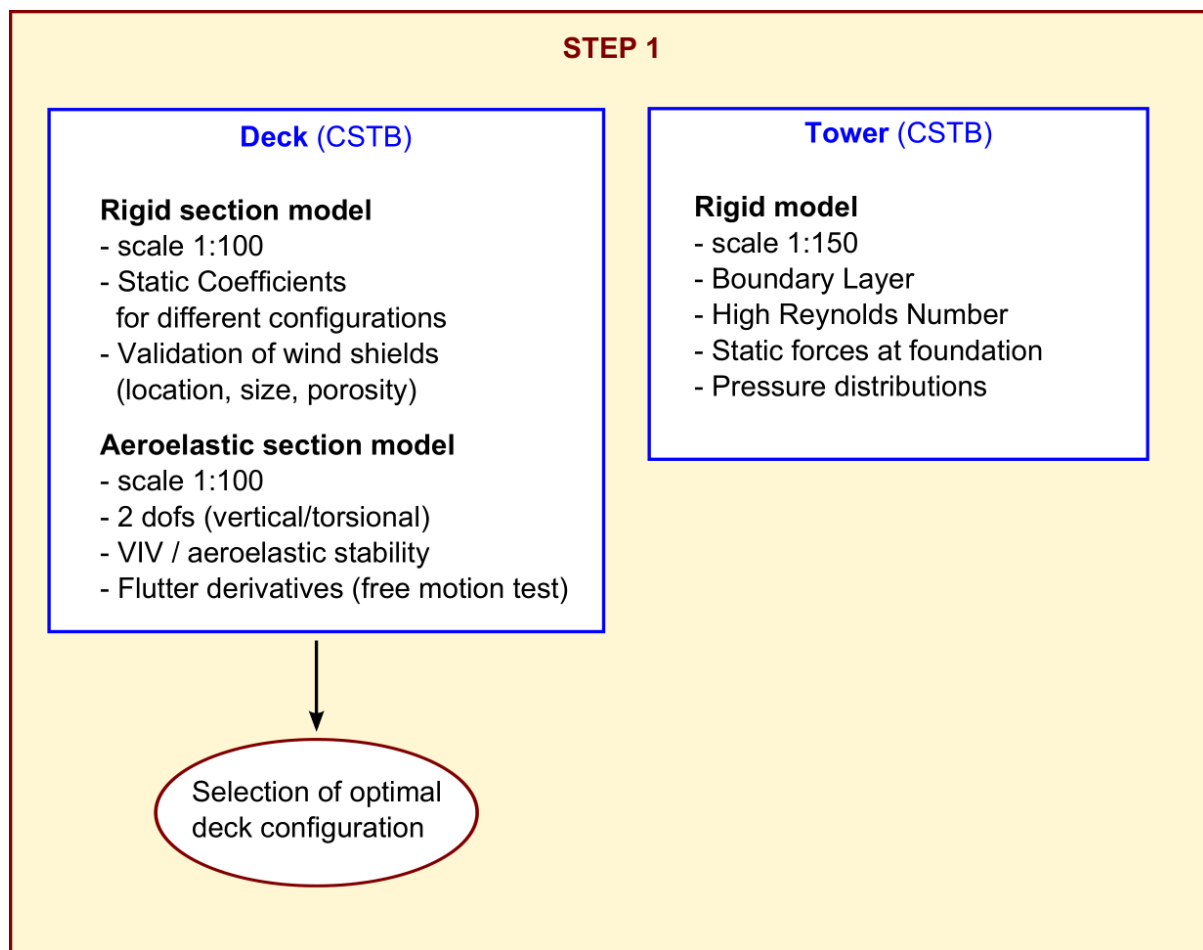 STEP 1
Deck (CSTB)
Rigid section model
- scale 1:100
- Static Coefficients
for different configurations
- Validation of wind shields
(location, size, porosity)
Aeroelastic section model
- scale 1:100
- 2 dofs (vertical/torsional)
- VIV / aeroelastic stability
- Flutter derivatives (free motion test)
Selection of optimal
deck configuration
Tower (CSTB)
Rigid model
- scale 1:150
- Boundary Layer
- High Reynolds Number
- Static forces at foundation
- Pressure distributions